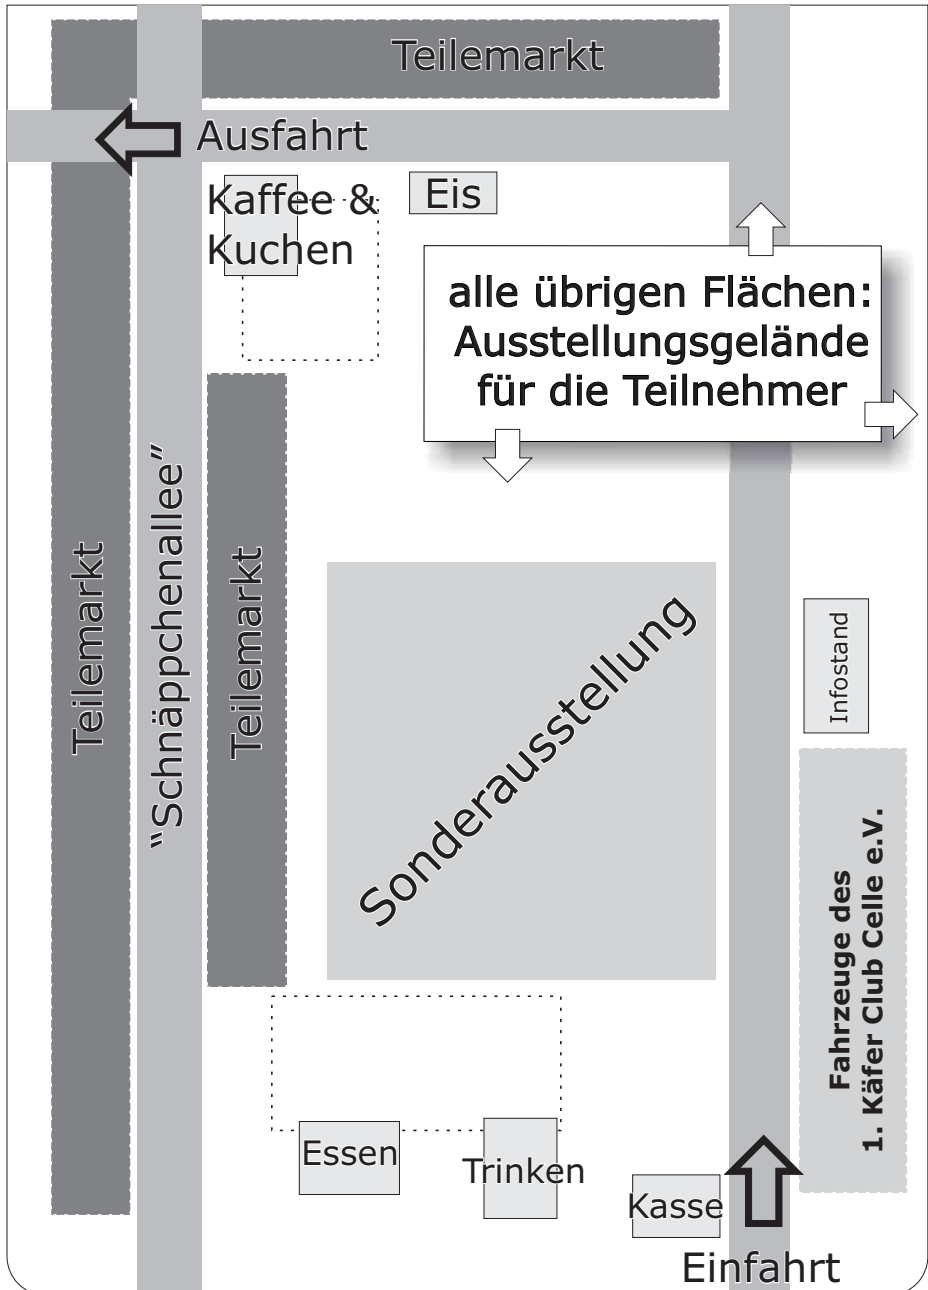 Teilemarkt
Ausfahrt
Kaffee &
Kuchen
Eis
alle übrigen Flächen:
Ausstellungsgelände
für die Teilnehmer
Teilemarkt
"Schnäppchenallee"
Teilemarkt
Sonderausstellung
Infostand
Fahrzeuge des
1. Käfer Club Celle e.V.
Essen
Trinken
Kasse
Einfahrt